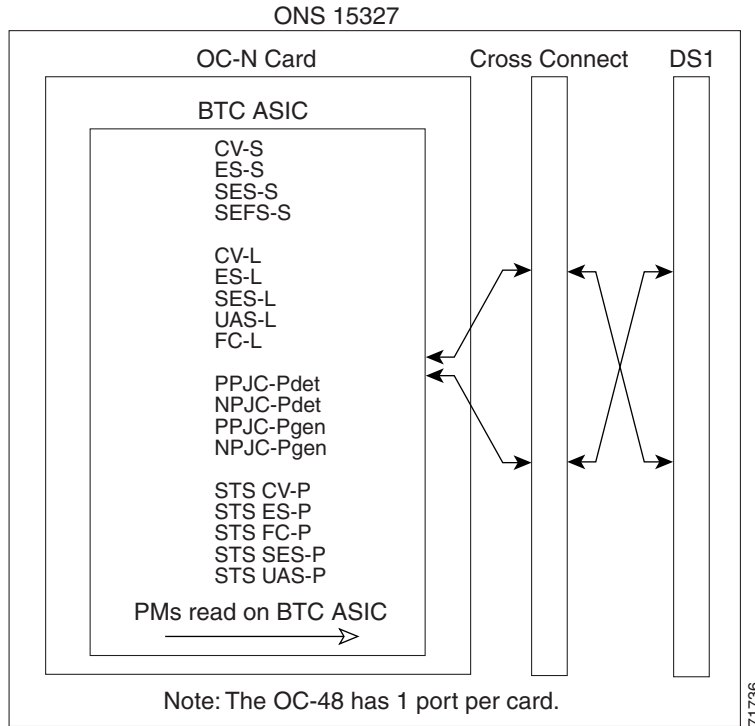 ONS 15327
OC-N Card
Cross Connect
DS1
BTC ASIC
CV-S
ES-S
SES-S
SEFS-S
CV-L
ES-L
SES-L
UAS-L
FC-L
PPJC-Pdet
NPJC-Pdet
PPJC-Pgen
NPJC-Pgen
STS CV-P
STS ES-P
STS FC-P
STS SES-P
STS UAS-P
PMs read on BTC ASIC
Note: The OC-48 has 1 port per card.
71736